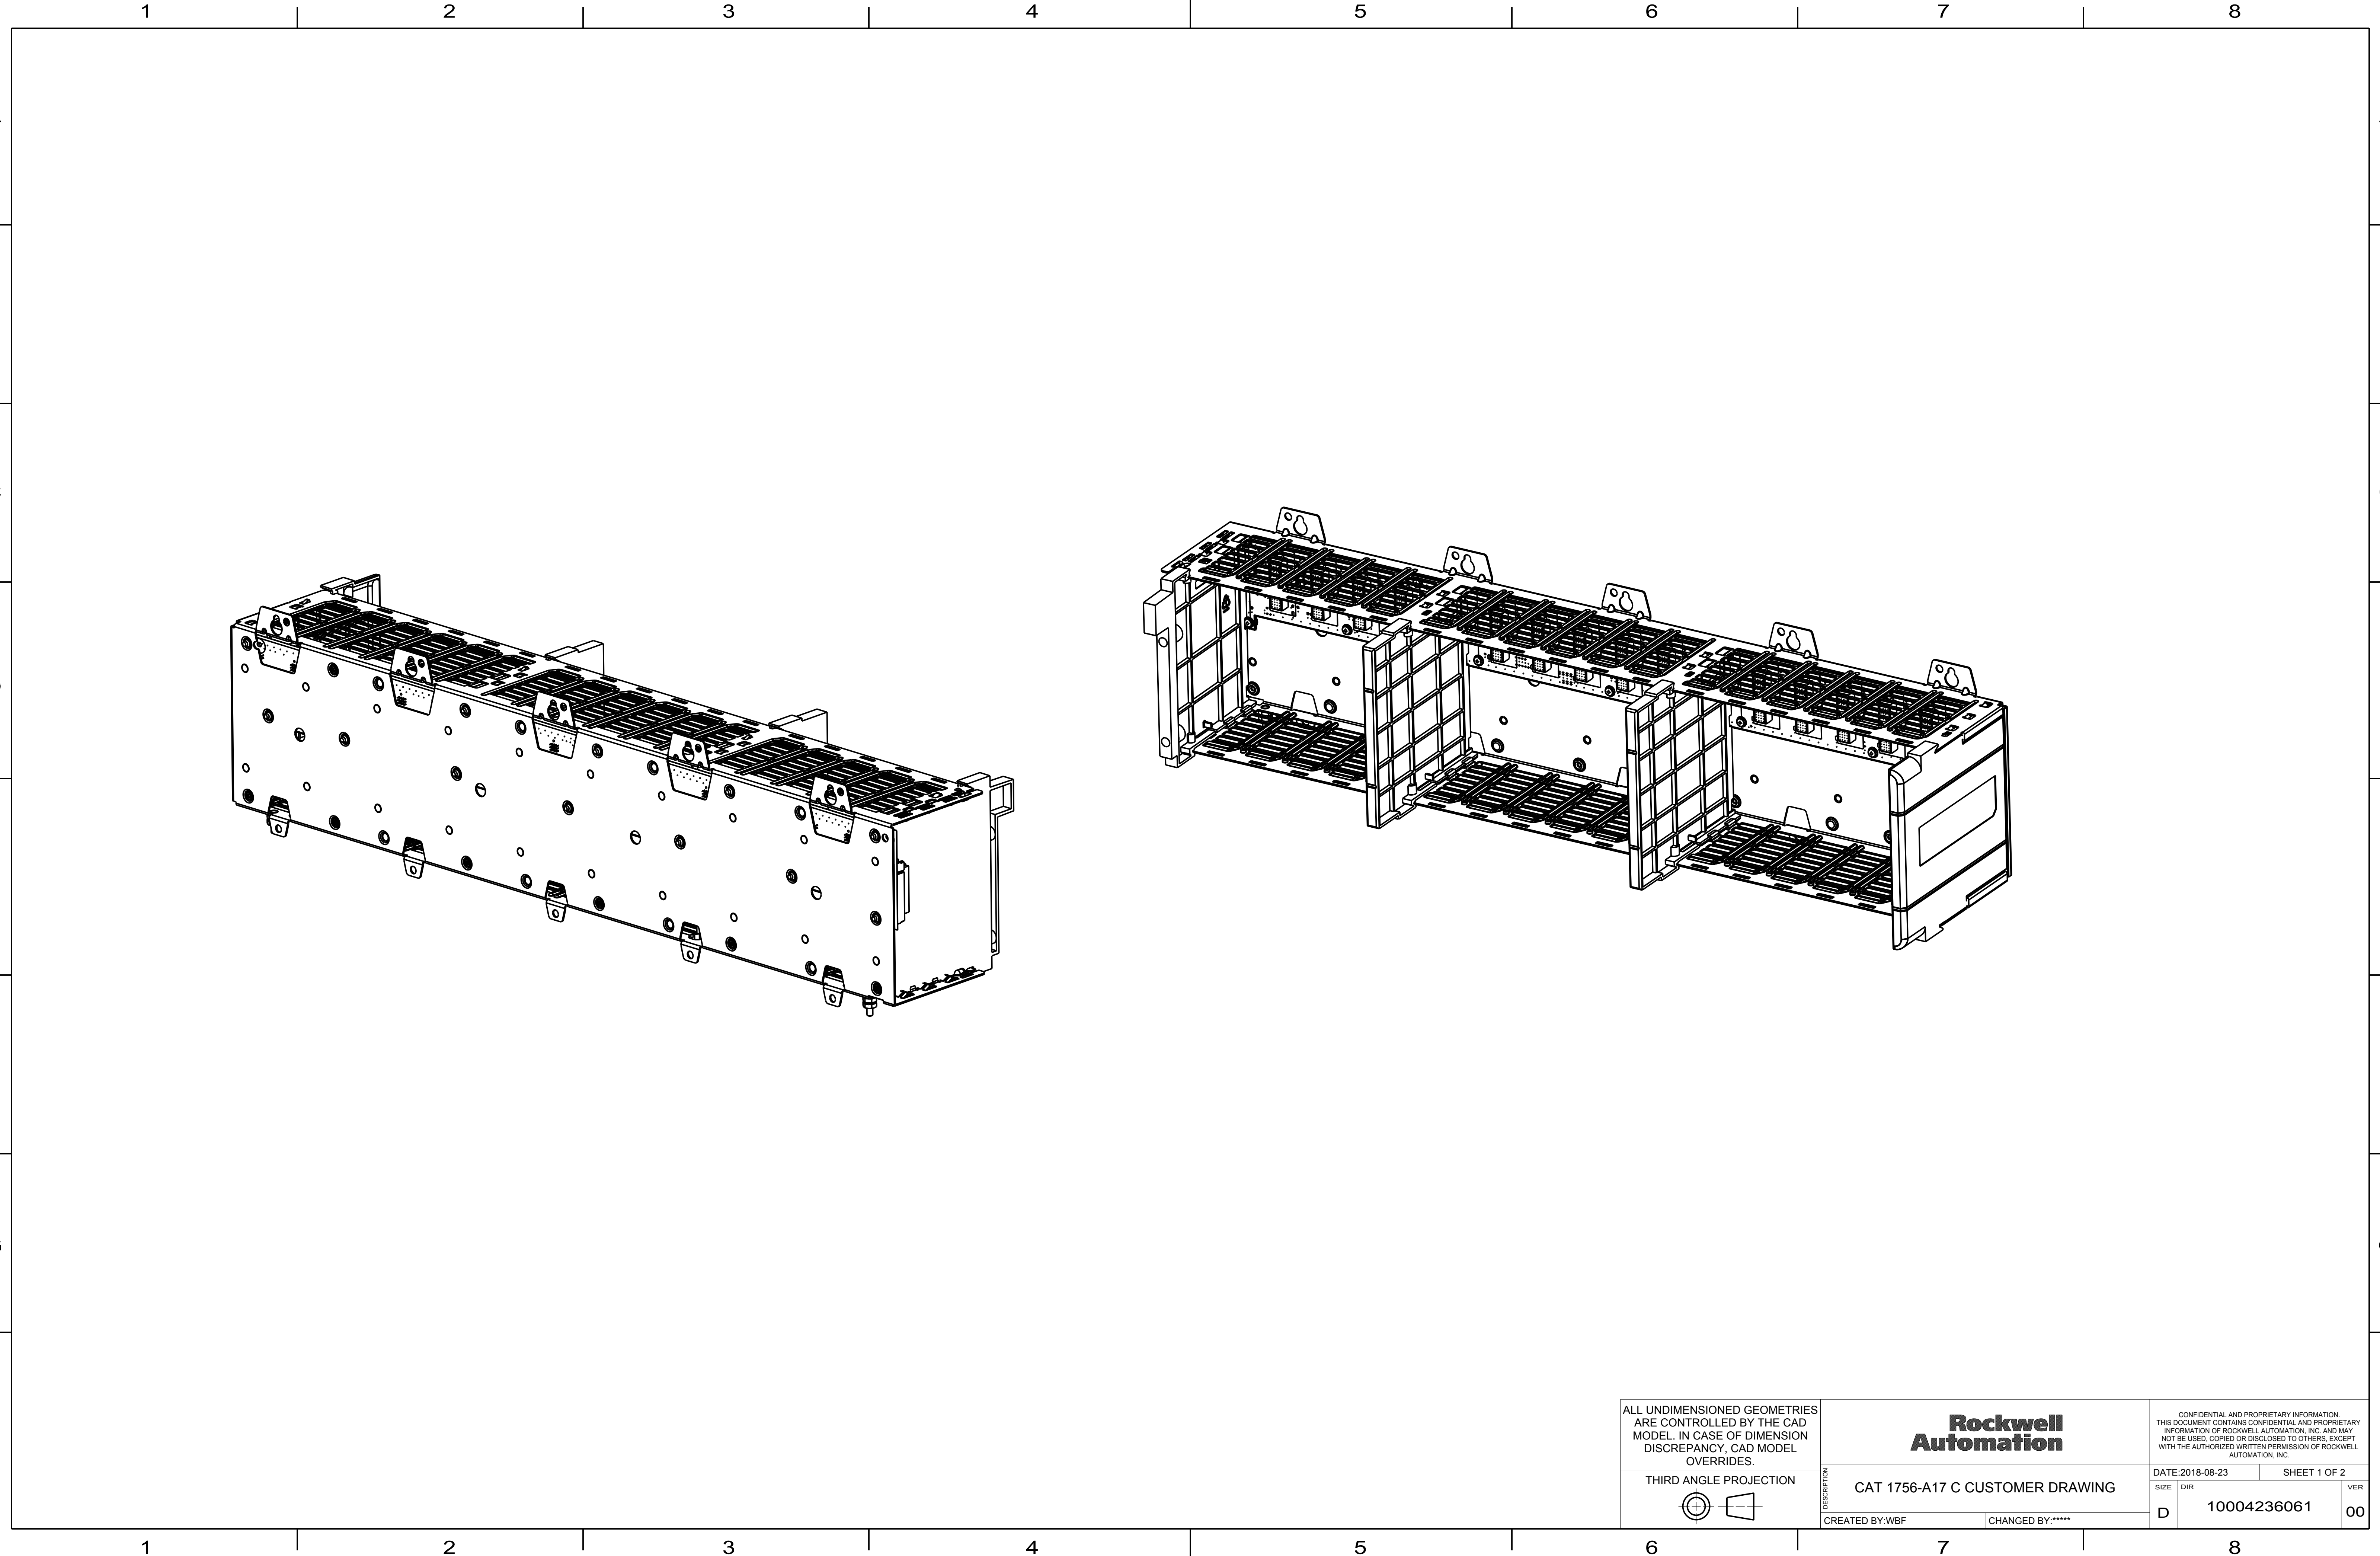 1 2 3 4 5 6 7 8
ALL UNDIMENSIONED GEOMETRIES
ARE CONTROLLED BY THE CAD
MODEL. IN CASE OF DIMENSION
DISCREPANCY, CAD MODEL
OVERRIDES.
THIRD ANGLE PROJECTION
Rockwell
Automation
DESCRIPTION
CAT 1756-A17 C CUSTOMER DRAWING
CREATED BY:WBF
CHANGED BY:*****
CONFIDENTIAL AND PROPRIETARY INFORMATION.
THIS DOCUMENT CONTAINS CONFIDENTIAL AND PROPRIETARY
INFORMATION OF ROCKWELL AUTOMATION, INC. AND MAY
NOT BE USED, COPIED OR DISCLOSED TO OTHERS, EXCEPT
WITH THE AUTHORIZED WRITTEN PERMISSION OF ROCKWELL
AUTOMATION, INC.
DATE:2018-08-23
SHEET 1 OF 2
SIZE
D
DIR
10004236061
VER
00
1 2 3 4 5 6 7 8